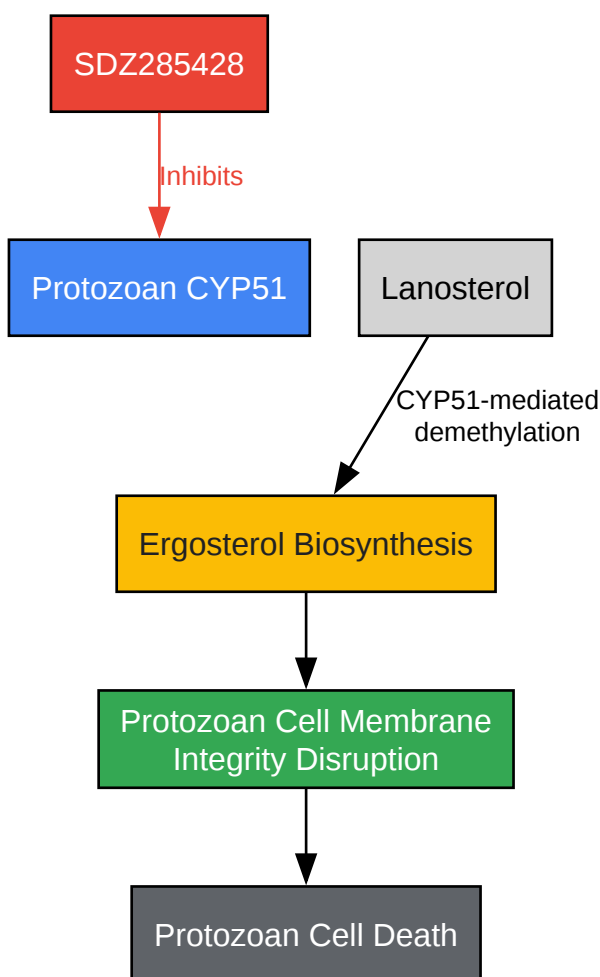 SDZ285428
Inhibits
Protozoan CYP51
Lanosterol
CYP51-mediated
demethylation
Ergosterol Biosynthesis
Protozoan Cell Membrane
Integrity Disruption
Protozoan Cell Death